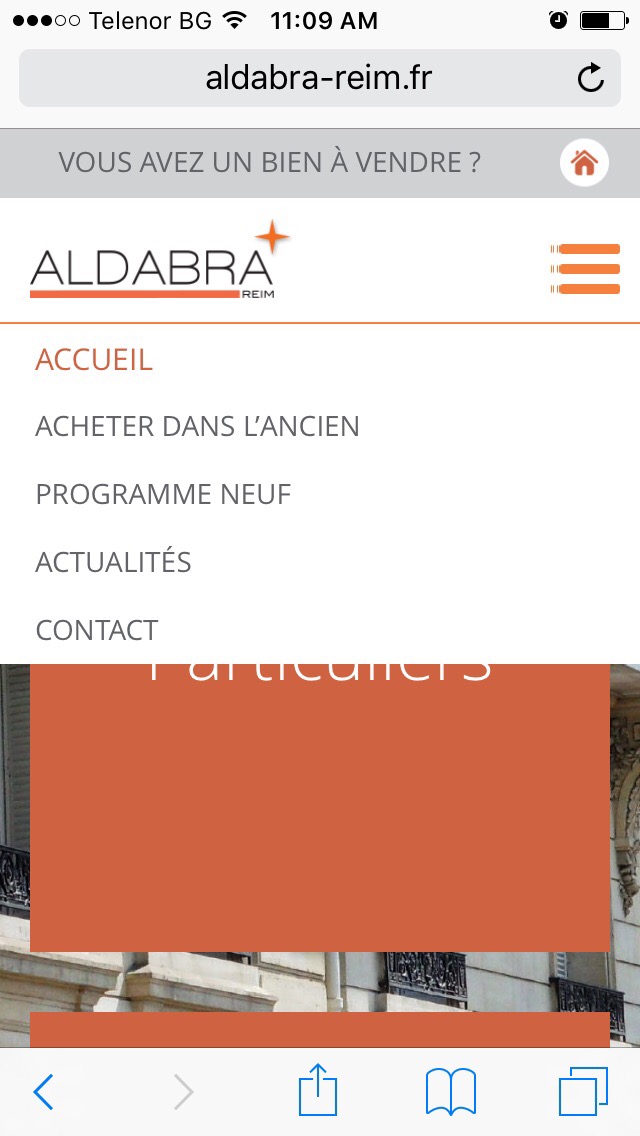 Telenor BG 11:09 AM
aldabra-reim.fr
VOUS AVEZ UN BIEN À VENDRE ?
ALDABRA
REIM
ACCUEIL
ACHETER DANS L’ANCIEN
PROGRAMME NEUF
ACTUALITÉS
CONTACT
Particuliers